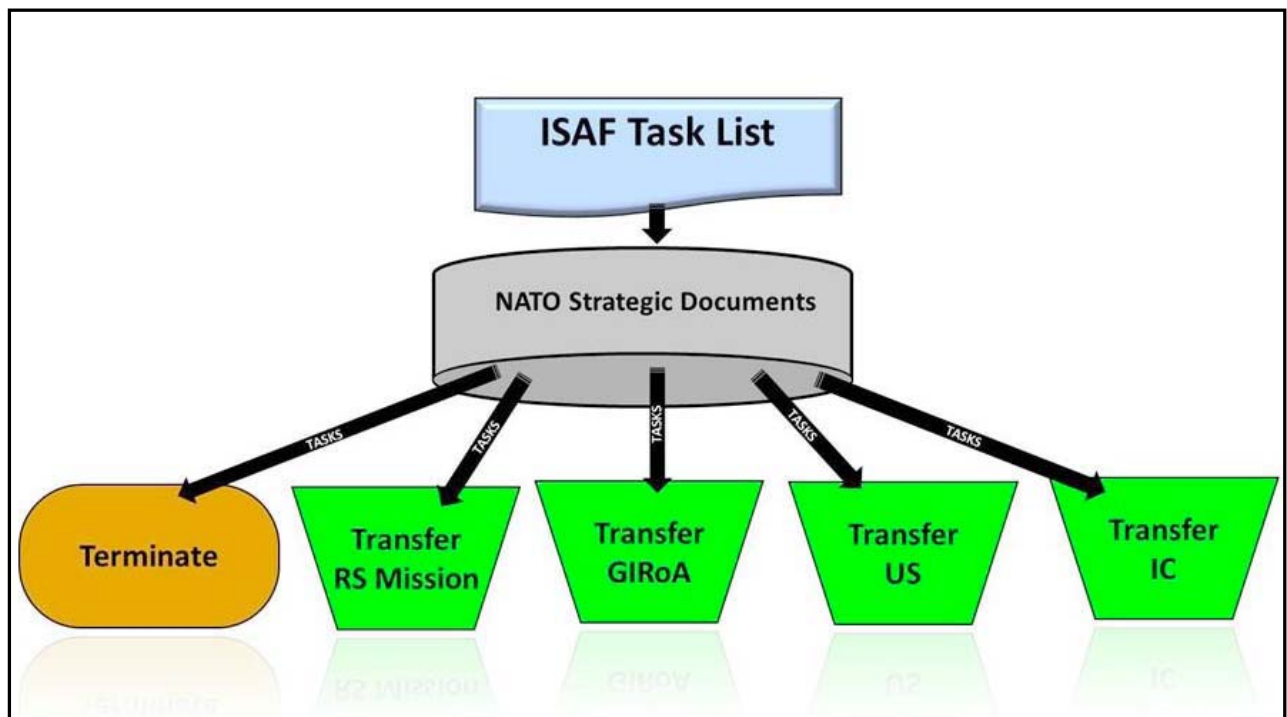 ISAF Task List
NATO Strategic Documents
TASKS
TASKS
TASKS
TASKS
TASKS
Terminate
Transfer
RS Mission
Transfer
GIRoA
Transfer
US
Transfer
IC